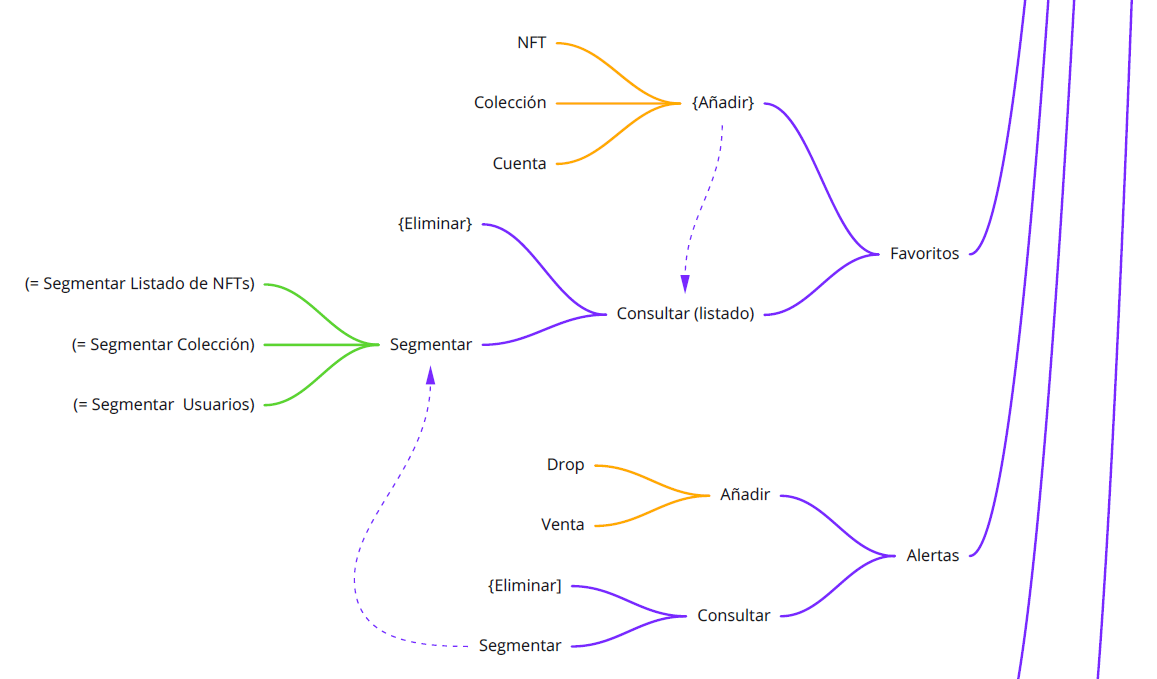 NFT
Colección
{Añadir}
Cuenta
{Eliminar}
Favoritos
(= Segmentar Listado de NFTs)
Consultar (listado)
(= Segmentar Colección)
Segmentar
(= Segmentar  Usuarios)
Drop
Añadir
Venta
Alertas
{Eliminar]
Consultar
Segmentar